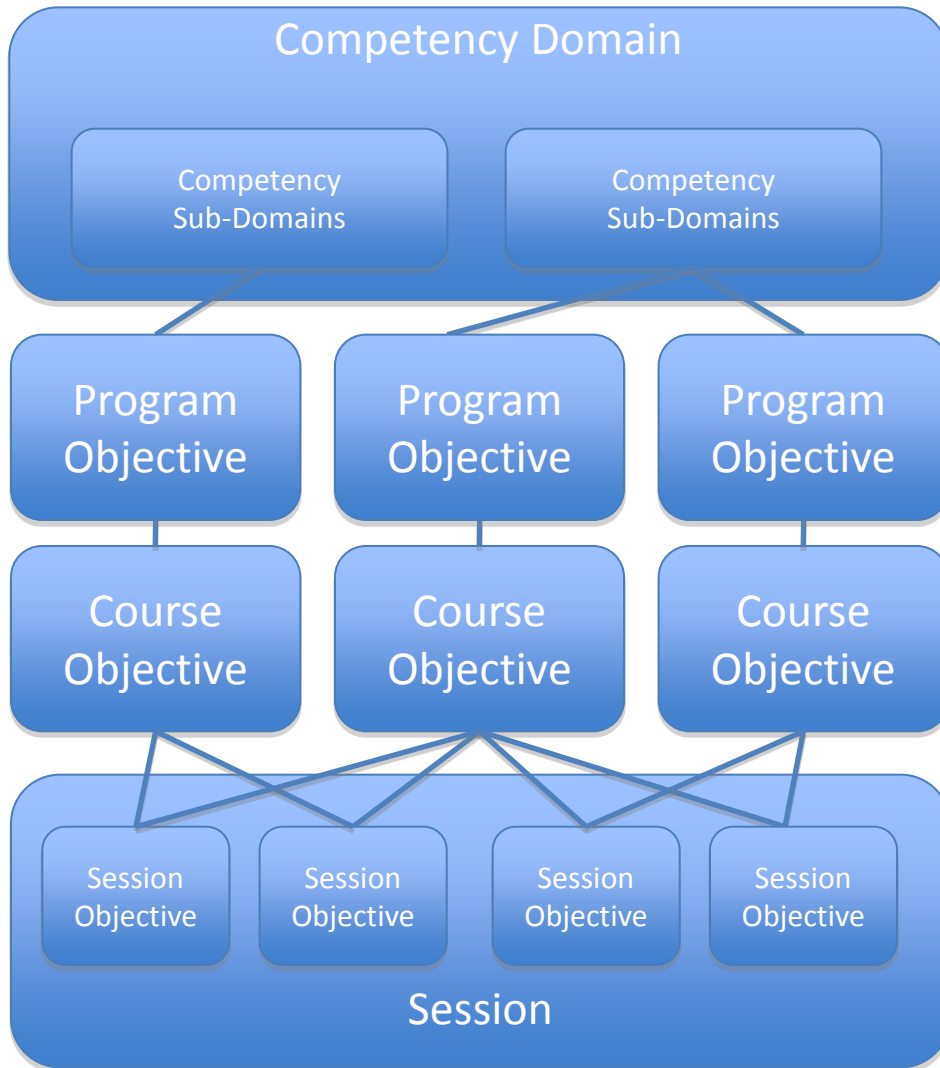 Competency Domain
Competency
Sub-Domains
Competency
Sub-Domains
Program
Objective
Program
Objective
Program
Objective
Course
Objective
Course
Objective
Course
Objective
Session
Objective
Session
Objective
Session
Objective
Session
Objective
Session